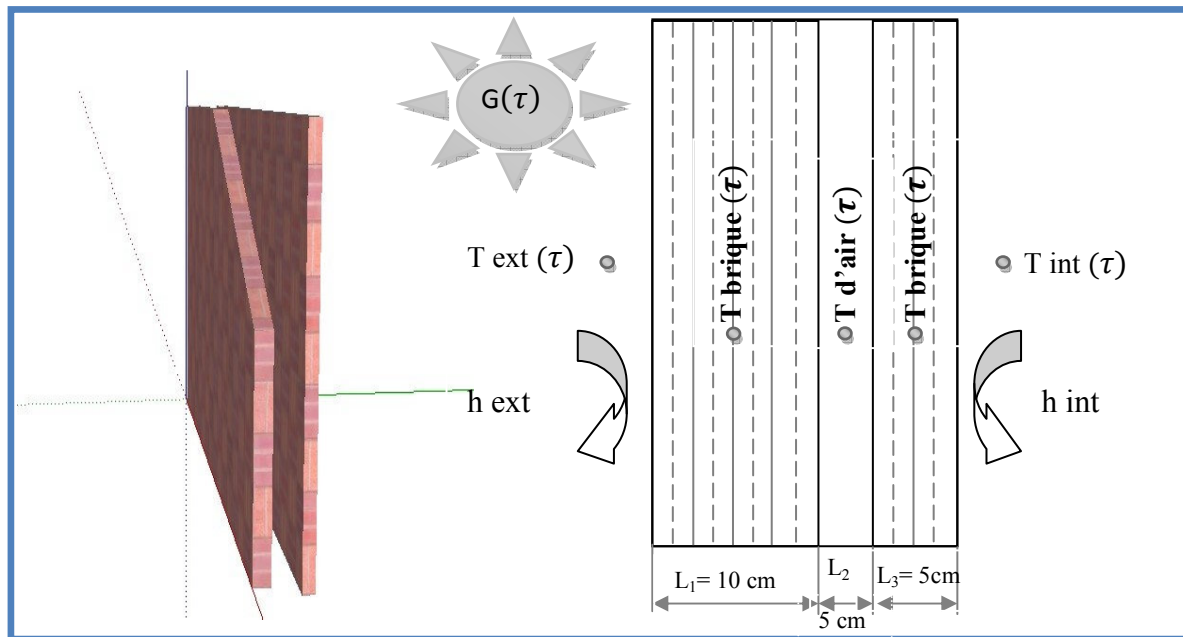 G(τ)
T ext (τ)
T brique (τ)
T d'air (τ)
T brique (τ)
T int (τ)
h ext
h int
L₁= 10 cm
L₂
5 cm
L₃= 5cm